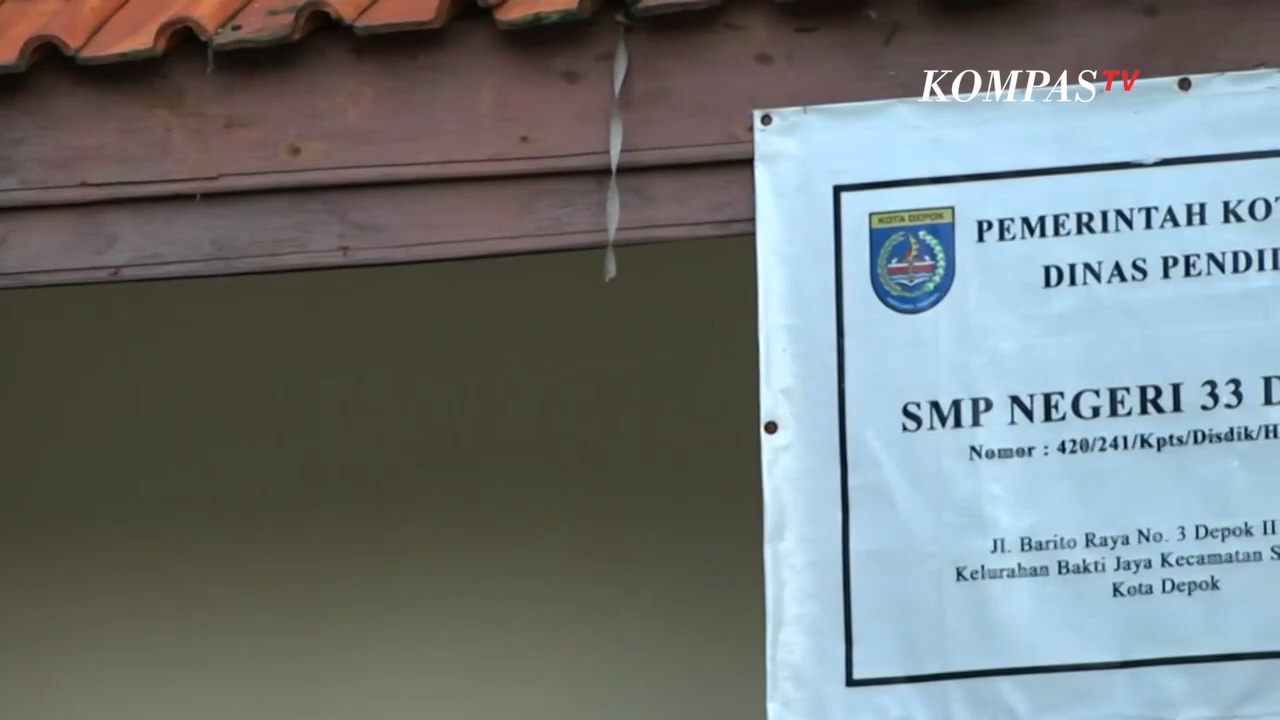 KOMPASTV
KOTA DEPOK
PEMERINTAH KOT
DINAS PENDI
SMP NEGERI 33 D
Nomor : 420/241/Kpts/Disdik/H
Jl. Barito Raya No. 3 Depok II
Kelurahan Bakti Jaya Kecamatan S
Kota Depok